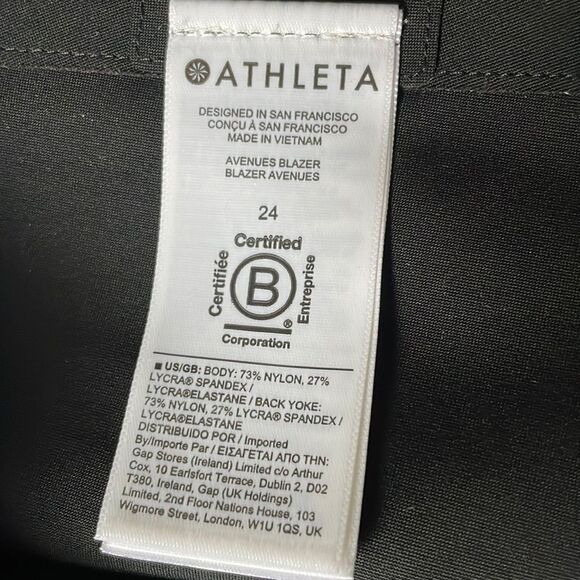 ATHLETA
DESIGNED IN SAN FRANCISCO
CONÇU À SAN FRANCISCO
MADE IN VIETNAM
AVENUES BLAZER
BLAZER AVENUES
24
Certified
Certifiée
B
Entreprise
®
Corporation
■ US/GB: BODY: 73% NYLON, 27%
LYCRA® SPANDEX /
LYCRA®ELASTANE / BACK YOKE:
73% NYLON, 27% LYCRA® SPANDEX /
LYCRA®ELASTANE
DISTRIBUIDO POR / Imported
By/Importe Par / ΕΙΣΑΓΕΤΑΙ ΑΠΟ ΤΗΝ:
Gap Stores (Ireland) Limited c/o Arthur
Cox, 10 Earlsfort Terrace, Dublin 2, D02
T380, Ireland, Gap (UK Holdings)
Limited, 2nd Floor Nations House, 103
Wigmore Street, London, W1U 1QS, UK